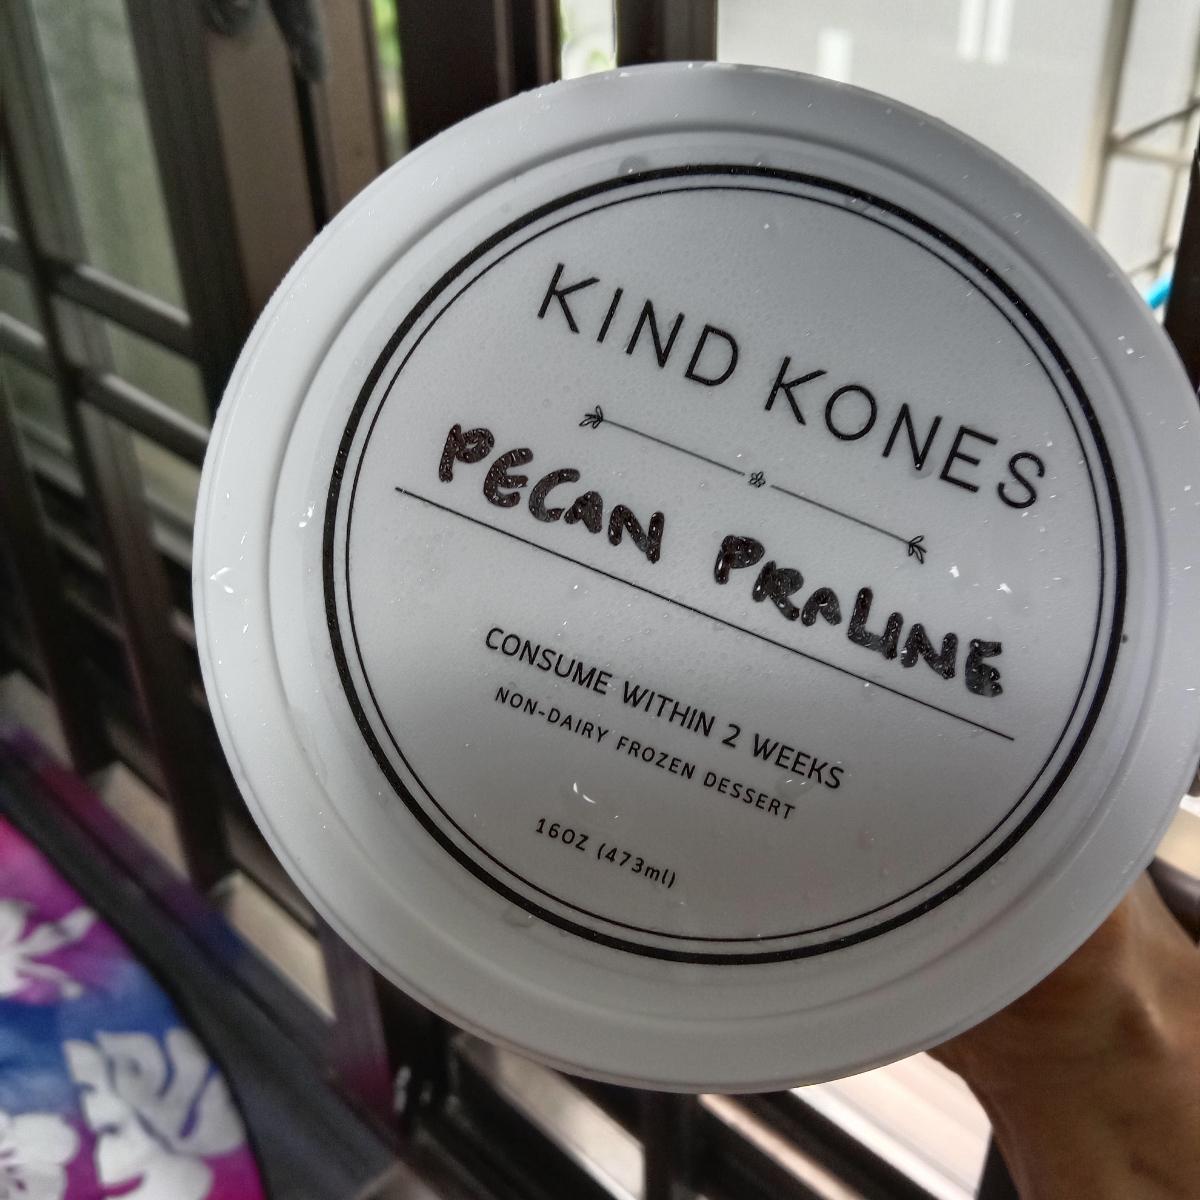 KIND KONES
PECAN PRALINE
CONSUME WITHIN 2 WEEKS
NON-DAIRY FROZEN DESSERT
16OZ (473ml)